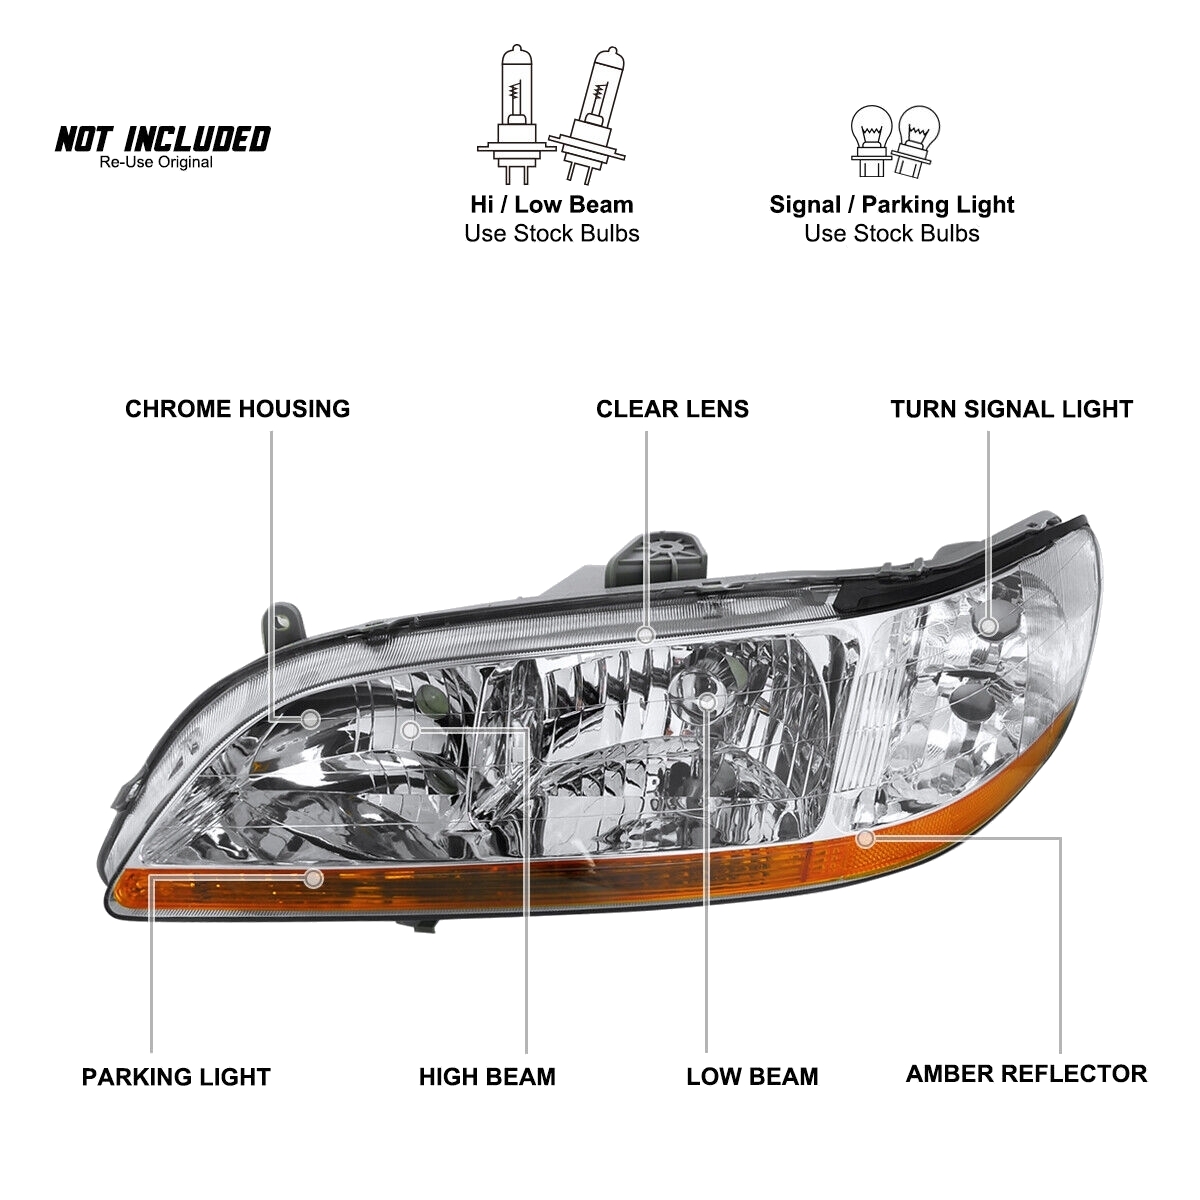 NOT INCLUDED
Re-Use Original
Hi / Low Beam
Use Stock Bulbs
Signal / Parking Light
Use Stock Bulbs
CHROME HOUSING
CLEAR LENS
TURN SIGNAL LIGHT
PARKING LIGHT
HIGH BEAM
LOW BEAM
AMBER REFLECTOR